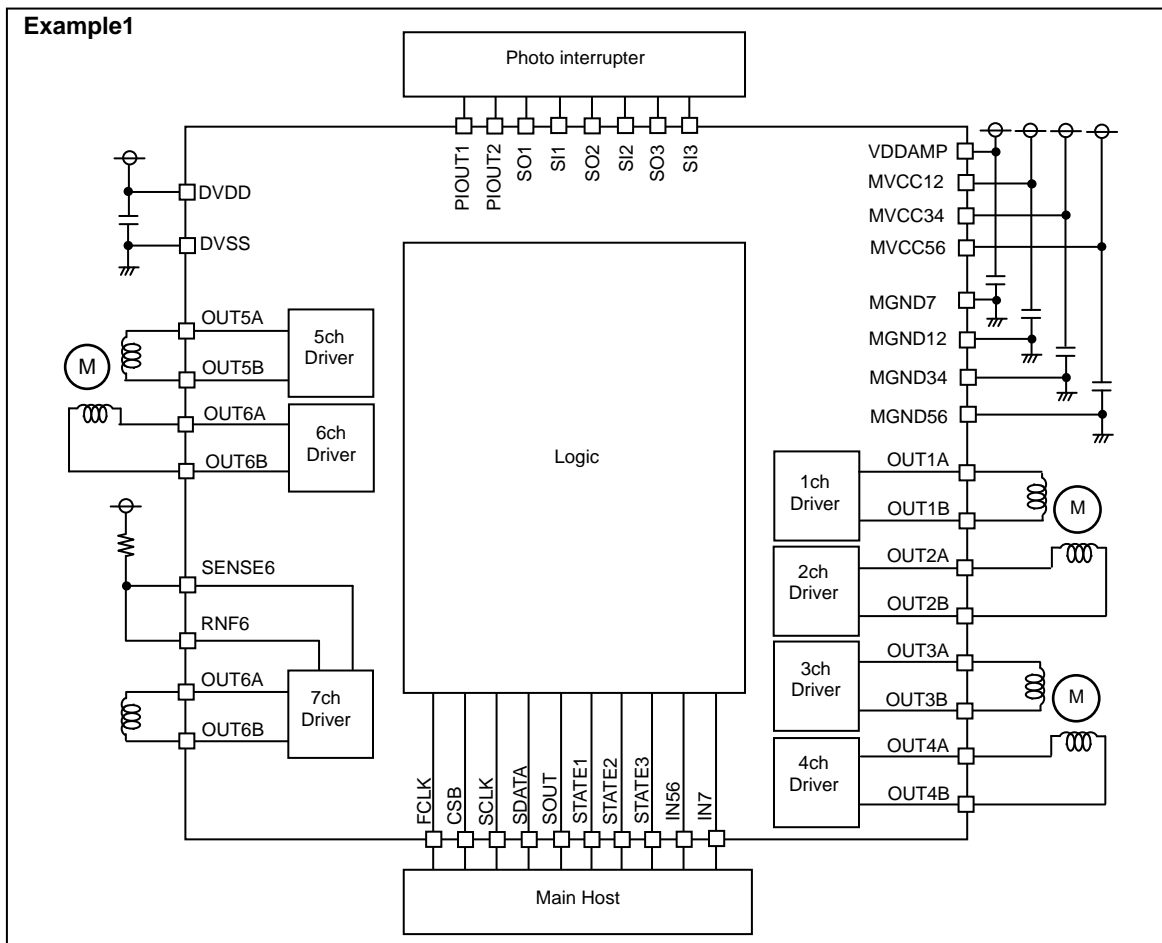 Example1
Photo interrupter
PIOUT1
PIOUT2
SO1
SI1
SO2
SI2
SO3
SI3
VDDAMP
MVCC12
MVCC34
MVCC56
MGND7
MGND12
MGND34
MGND56
DVDD
DVSS
OUT5A
OUT5B
5ch
Driver
M
OUT6A
OUT6B
6ch
Driver
SENSE6
RNF6
OUT6A
OUT6B
7ch
Driver
Logic
OUT1A
OUT1B
1ch
Driver
M
OUT2A
OUT2B
2ch
Driver
OUT3A
OUT3B
3ch
Driver
M
OUT4A
OUT4B
4ch
Driver
FCLK
CSB
SCLK
SDATA
SOUT
STATE1
STATE2
STATE3
IN56
IN7
Main Host